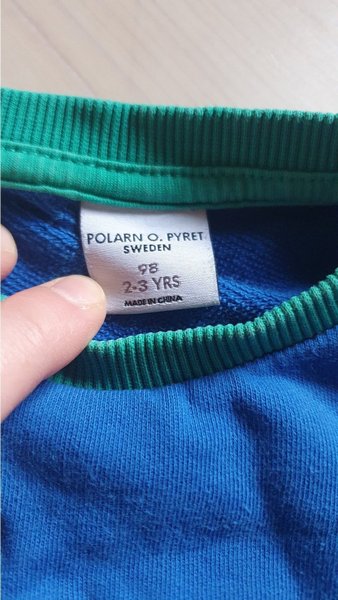 POLARN O. PYRET
SWEDEN
98
2-3 YRS
MADE IN CHINA